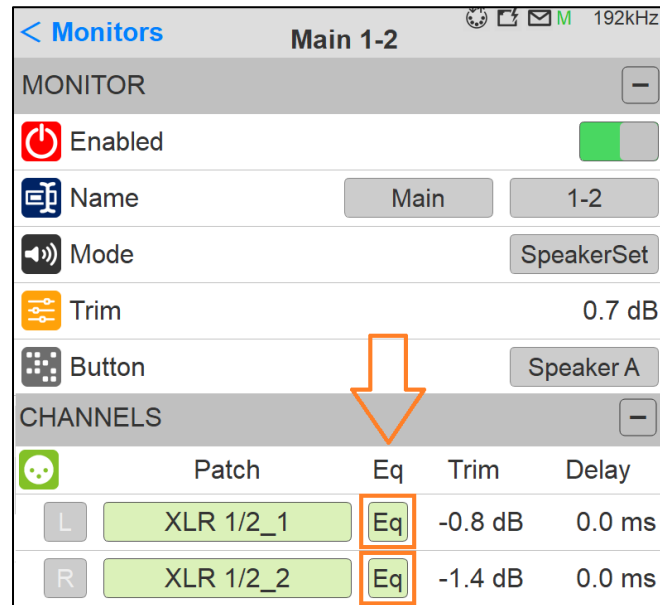 < Monitors Main 1-2 M 192kHz
MONITOR −
Enabled
Name Main 1-2
Mode SpeakerSet
Trim 0.7 dB
Button Speaker A
CHANNELS −
Patch Eq Trim Delay
L XLR 1/2_1 Eq -0.8 dB 0.0 ms
R XLR 1/2_2 Eq -1.4 dB 0.0 ms